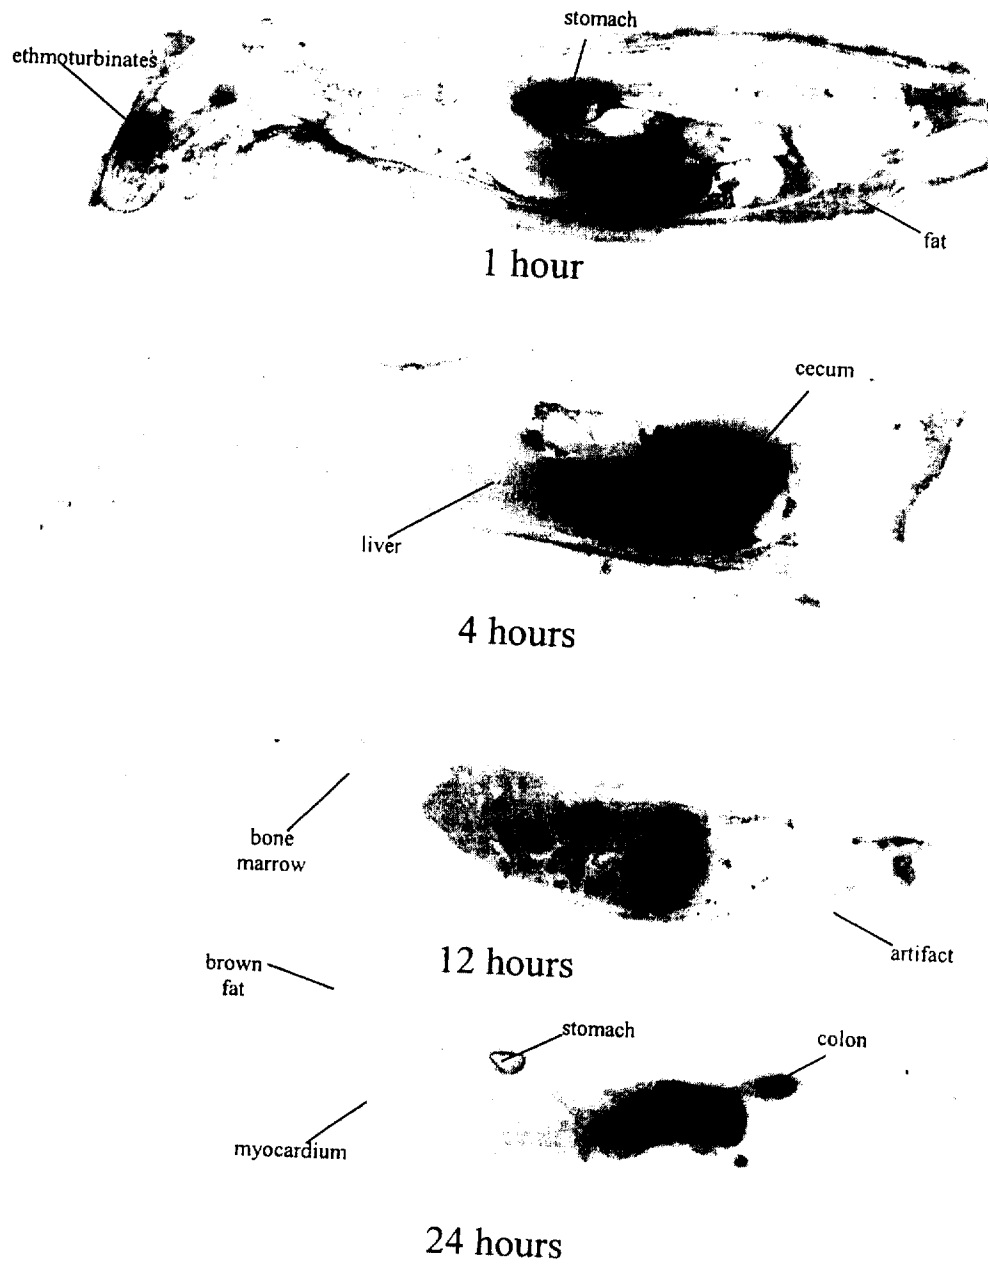 stomach
ethmoturbinates
fat
1 hour
cecum
liver
4 hours
bone
marrow
artifact
12 hours
brown
fat
stomach
colon
myocardium
24 hours